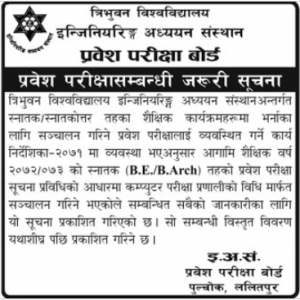 त्रिभुवन विश्वविद्यालय
इन्जिनियरिङ्ग अध्ययन संस्थान
प्रवेश परीक्षा बोर्ड
प्रवेश परीक्षासम्बन्धी जरूरी सूचना
त्रिभुवन विश्वविद्यालय इन्जिनियरिङ्ग अध्ययन संस्थानअन्तर्गत
स्नातक/स्नातकोत्तर तहका शैक्षिक कार्यक्रमहरूमा भर्नाका
लागि सञ्चालन गरिने प्रवेश परीक्षालाई व्यवस्थित गर्ने कार्य
निर्देशिका-२०७१ मा व्यवस्था भएअनुसार आगामि शैक्षिक वर्ष
२०७२/०७३ को स्नातक (B.E./B.Arch) तहको प्रवेश परीक्षा
सूचना प्रविधिको आधारमा कम्प्युटर परीक्षा प्रणालीको विधि मार्फत
सञ्चालन गरिने भएकोले सम्बन्धित सबैको जानकारीका लागि
यो सूचना प्रकाशित गरिएको छ। सो सम्बन्धी विस्तृत विवरण
यथाशीघ्र पछि प्रकाशित गरिने छ।
इ.अ.सं.
प्रवेश परीक्षा बोर्ड
पुल्चोक, ललितपुर